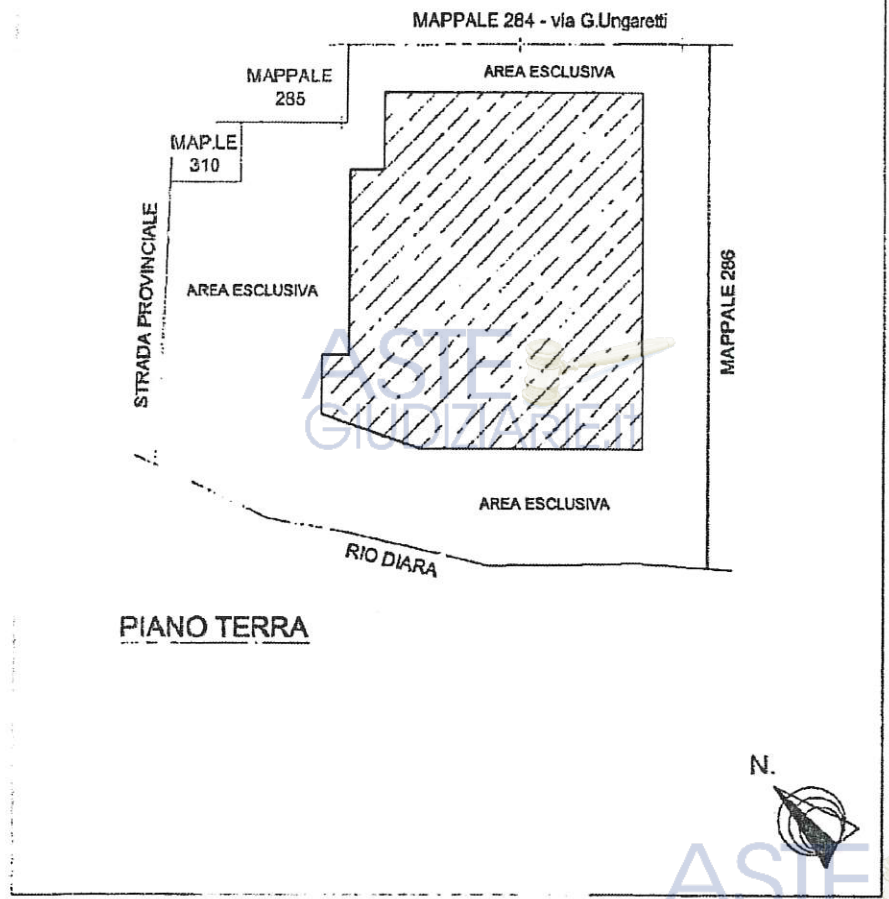 MAPPALE 284 - via G.Ungaretti
AREA ESCLUSIVA
MAPPALE
285
MAP.LE
310
STRADA PROVINCIALE
AREA ESCLUSIVA
MAPPALE 286
ASTE
GIUDIZIARIE.it
AREA ESCLUSIVA
RIO DIARA
PIANO TERRA
N.
ASTE